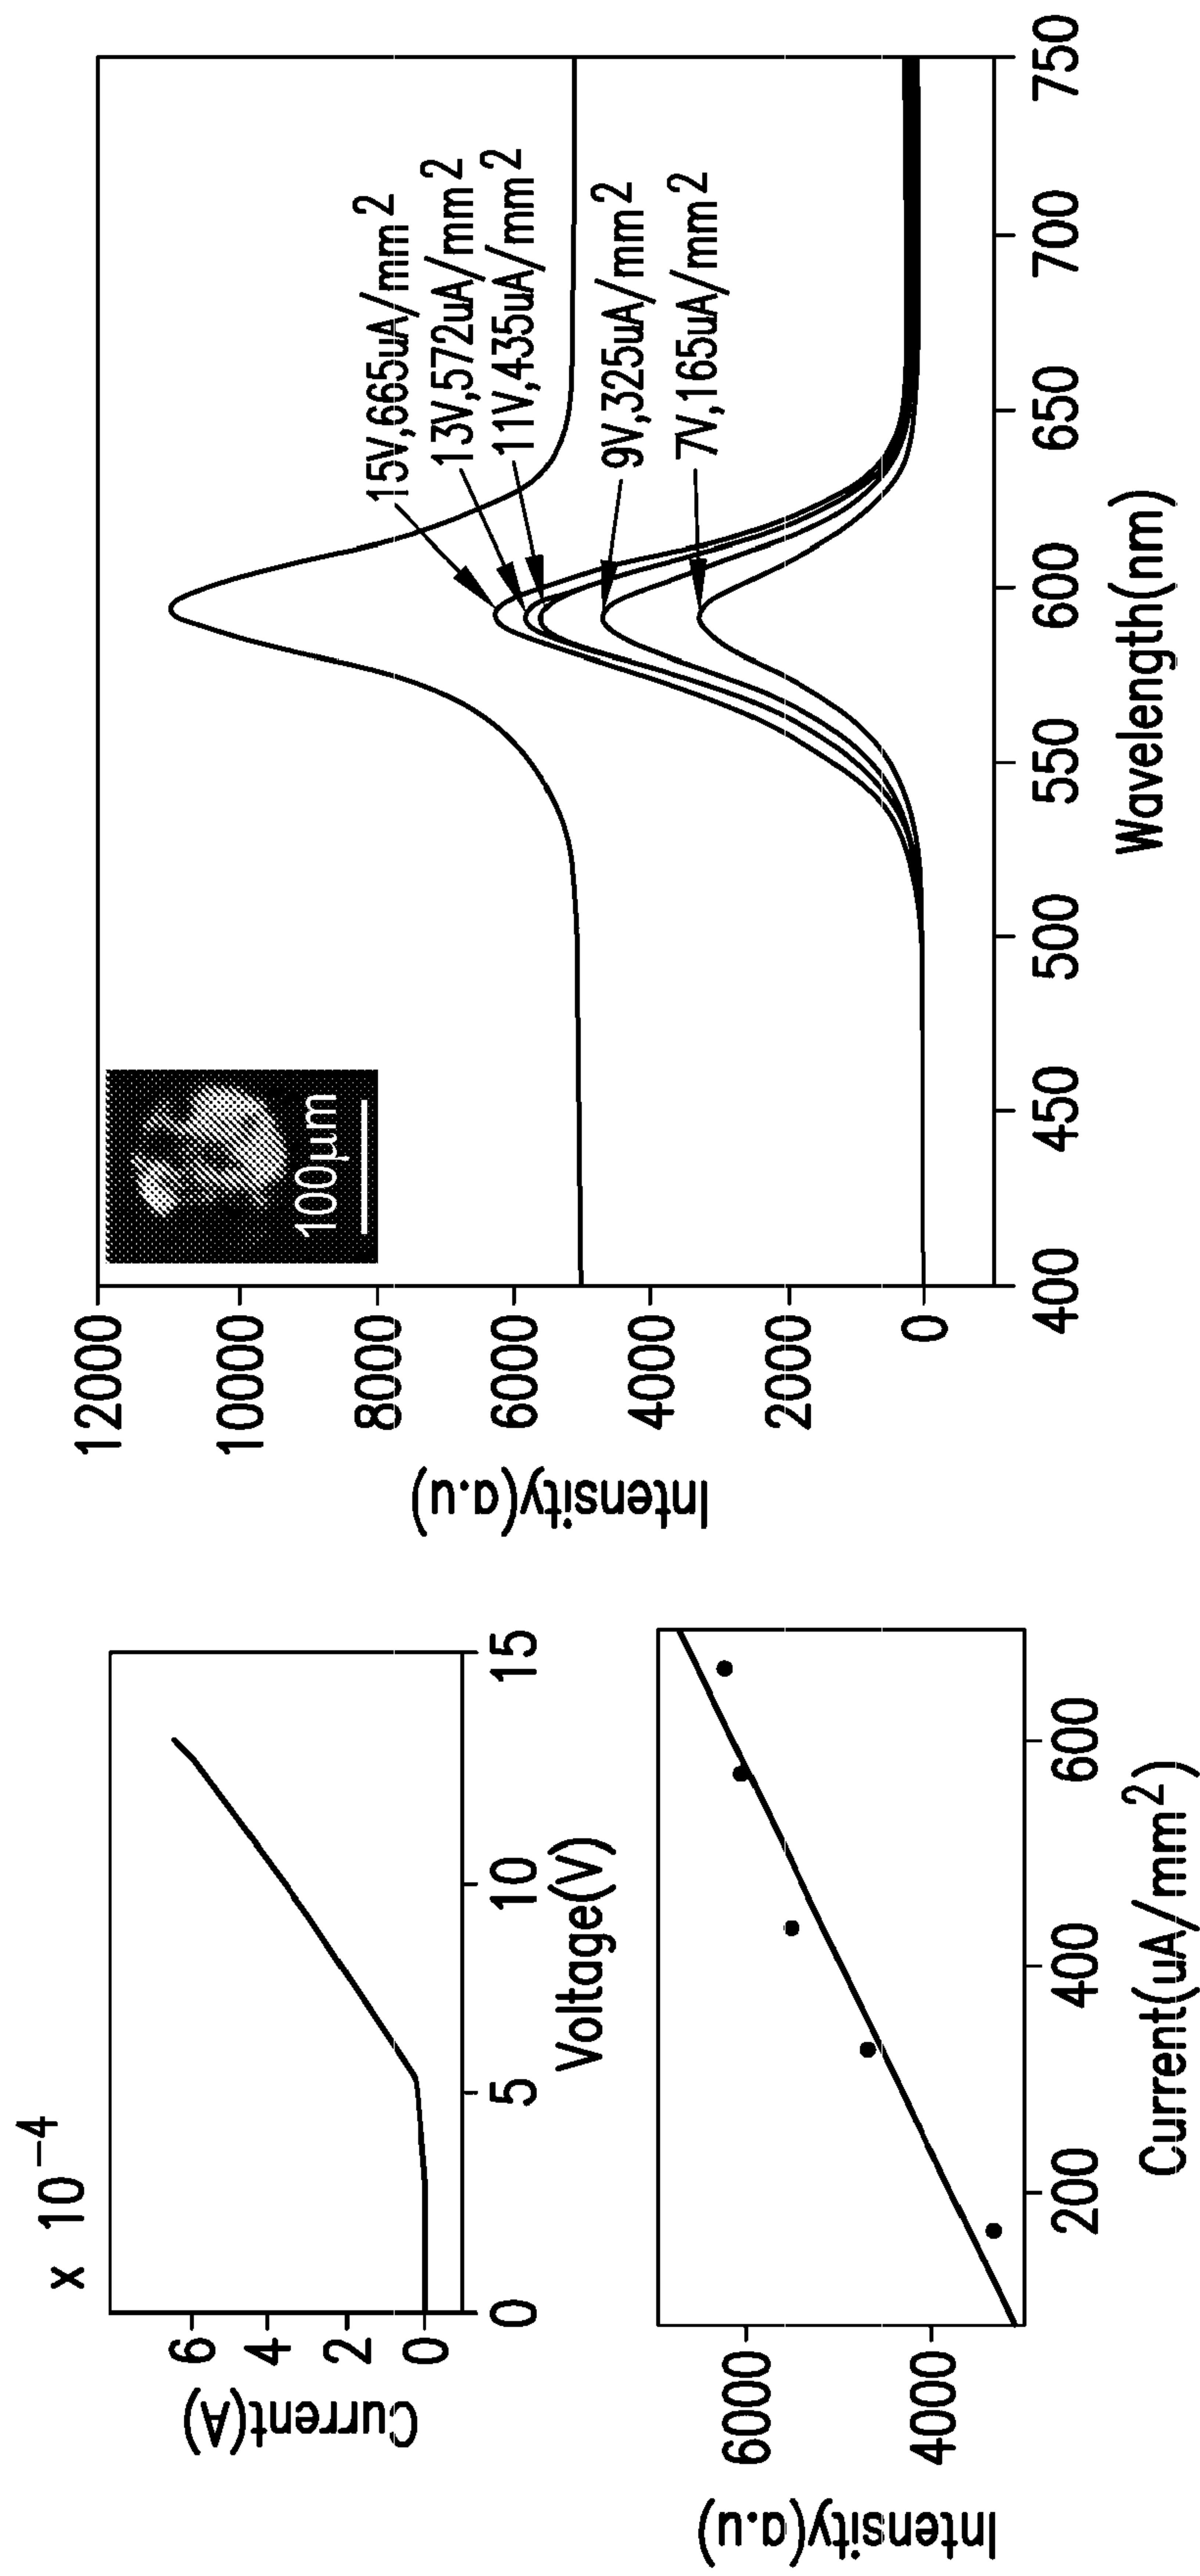 x 10 −4
6
4
2
0
Current(A)
0 5 10 15
Voltage(V)
6000
4000
Intensity(a.u)
200 400 600
Current(uA/mm2)
12000
10000
8000
6000
4000
2000
0
Intensity(a.u)
100µm
15V,665uA/mm2
13V,572uA/mm2
11V,435uA/mm2
9V,325uA/mm2
7V,165uA/mm2
400 450 500 550 600 650 700 750
Wavelength(nm)